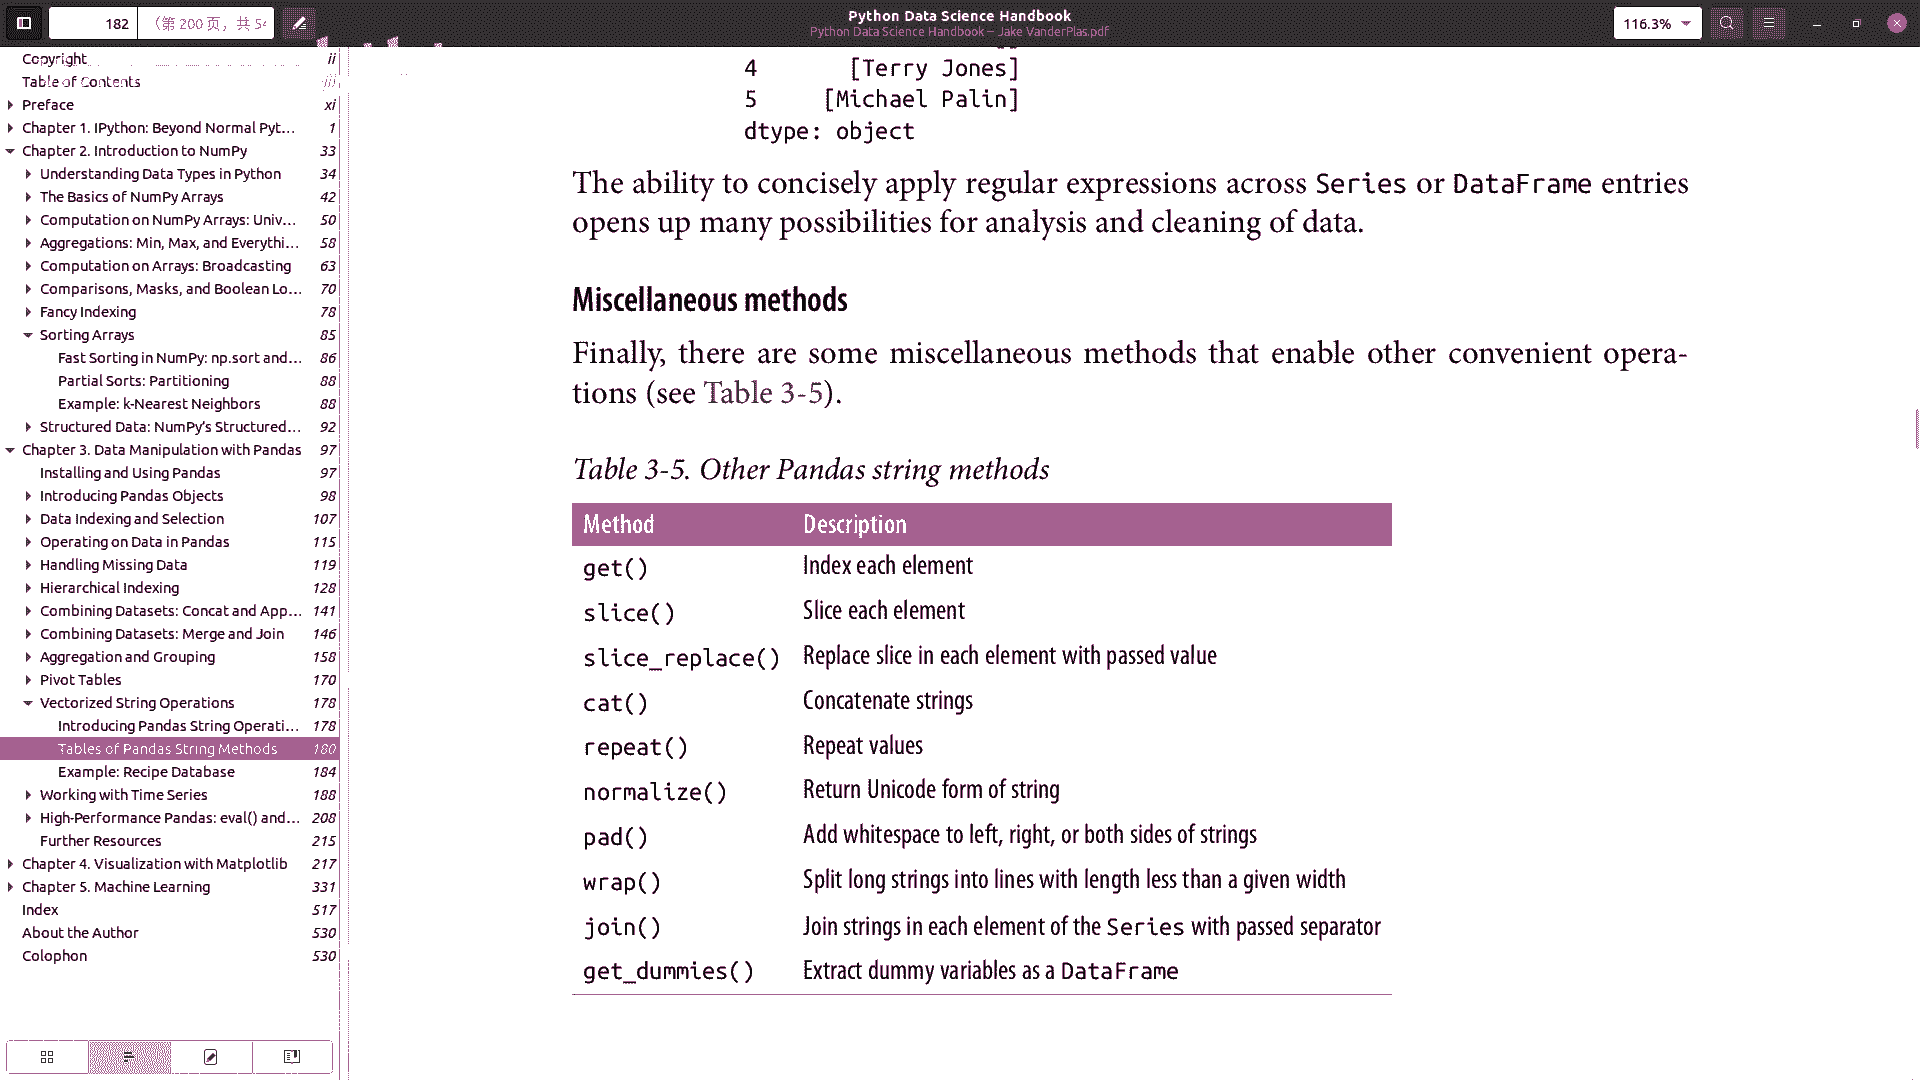 182
(第 200 页，共 54
Python Data Science Handbook
Python Data Science Handbook – Jake VanderPlas.pdf
116.3%
Copyright ii
Table of Contents iii
Preface xi
Chapter 1. IPython: Beyond Normal Pyt... 1
Chapter 2. Introduction to NumPy 33
Understanding Data Types in Python 34
The Basics of NumPy Arrays 42
Computation on NumPy Arrays: Univ... 50
Aggregations: Min, Max, and Everythi... 58
Computation on Arrays: Broadcasting 63
Comparisons, Masks, and Boolean Lo... 70
Fancy Indexing 78
Sorting Arrays 85
Fast Sorting in NumPy: np.sort and... 86
Partial Sorts: Partitioning 88
Example: k-Nearest Neighbors 88
Structured Data: NumPy’s Structured... 92
Chapter 3. Data Manipulation with Pandas 97
Installing and Using Pandas 97
Introducing Pandas Objects 98
Data Indexing and Selection 107
Operating on Data in Pandas 115
Handling Missing Data 119
Hierarchical Indexing 128
Combining Datasets: Concat and App... 141
Combining Datasets: Merge and Join 146
Aggregation and Grouping 158
Pivot Tables 170
Vectorized String Operations 178
Introducing Pandas String Operati... 178
Tables of Pandas String Methods 180
Example: Recipe Database 184
Working with Time Series 188
High-Performance Pandas: eval() and... 208
Further Resources 215
Chapter 4. Visualization with Matplotlib 217
Chapter 5. Machine Learning 331
Index 517
About the Author 530
Colophon 530
4 [Terry Jones]
5 [Michael Palin]
dtype: object
The ability to concisely apply regular expressions across Series or DataFrame entries
opens up many possibilities for analysis and cleaning of data.
Miscellaneous methods
Finally, there are some miscellaneous methods that enable other convenient opera-
tions (see Table 3-5).
Table 3-5. Other Pandas string methods
Method Description
get() Index each element
slice() Slice each element
slice_replace() Replace slice in each element with passed value
cat() Concatenate strings
repeat() Repeat values
normalize() Return Unicode form of string
pad() Add whitespace to left, right, or both sides of strings
wrap() Split long strings into lines with length less than a given width
join() Join strings in each element of the Series with passed separator
get_dummies() Extract dummy variables as a DataFrame